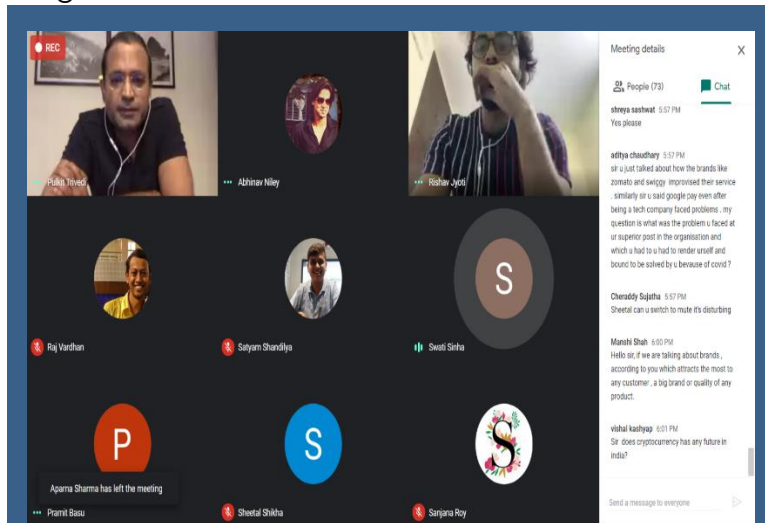 REC
Pulkit Trivedi
Abhinav Niley
Rishav Jyoti
Raj Vardhan
Satyam Shandilya
S
Swati Sinha
P
Aparna Sharma has left the meeting
Pramit Basu
S
Sheetal Shikha
S
Sanjana Roy
Meeting details
X
People (73)
Chat
shreya sashwat 5:57 PM
Yes please
aditya chaudhary 5:57 PM
sir u just talked about how the brands like
zomato and swiggy improvised their service
. similarly sir u said google pay even after
being a tech company faced problems . my
question is what was the problem u faced at
ur superior post in the organisation and
which u had to u had to render urself and
bound to be salved by u bevause of covid ?
Cheraddy Sujatha 5:57 PM
Sheetal can u switch to mute it's disturbing
Manshi Shah 6:00 PM
Hello sir, if we are talking about brands ,
according to you which attracts the most to
any customer , a big brand or quality of any
product.
vishal kashyap 6:01 PM
Sir does cryptocurrency has any future in
india?
Send a message to everyone